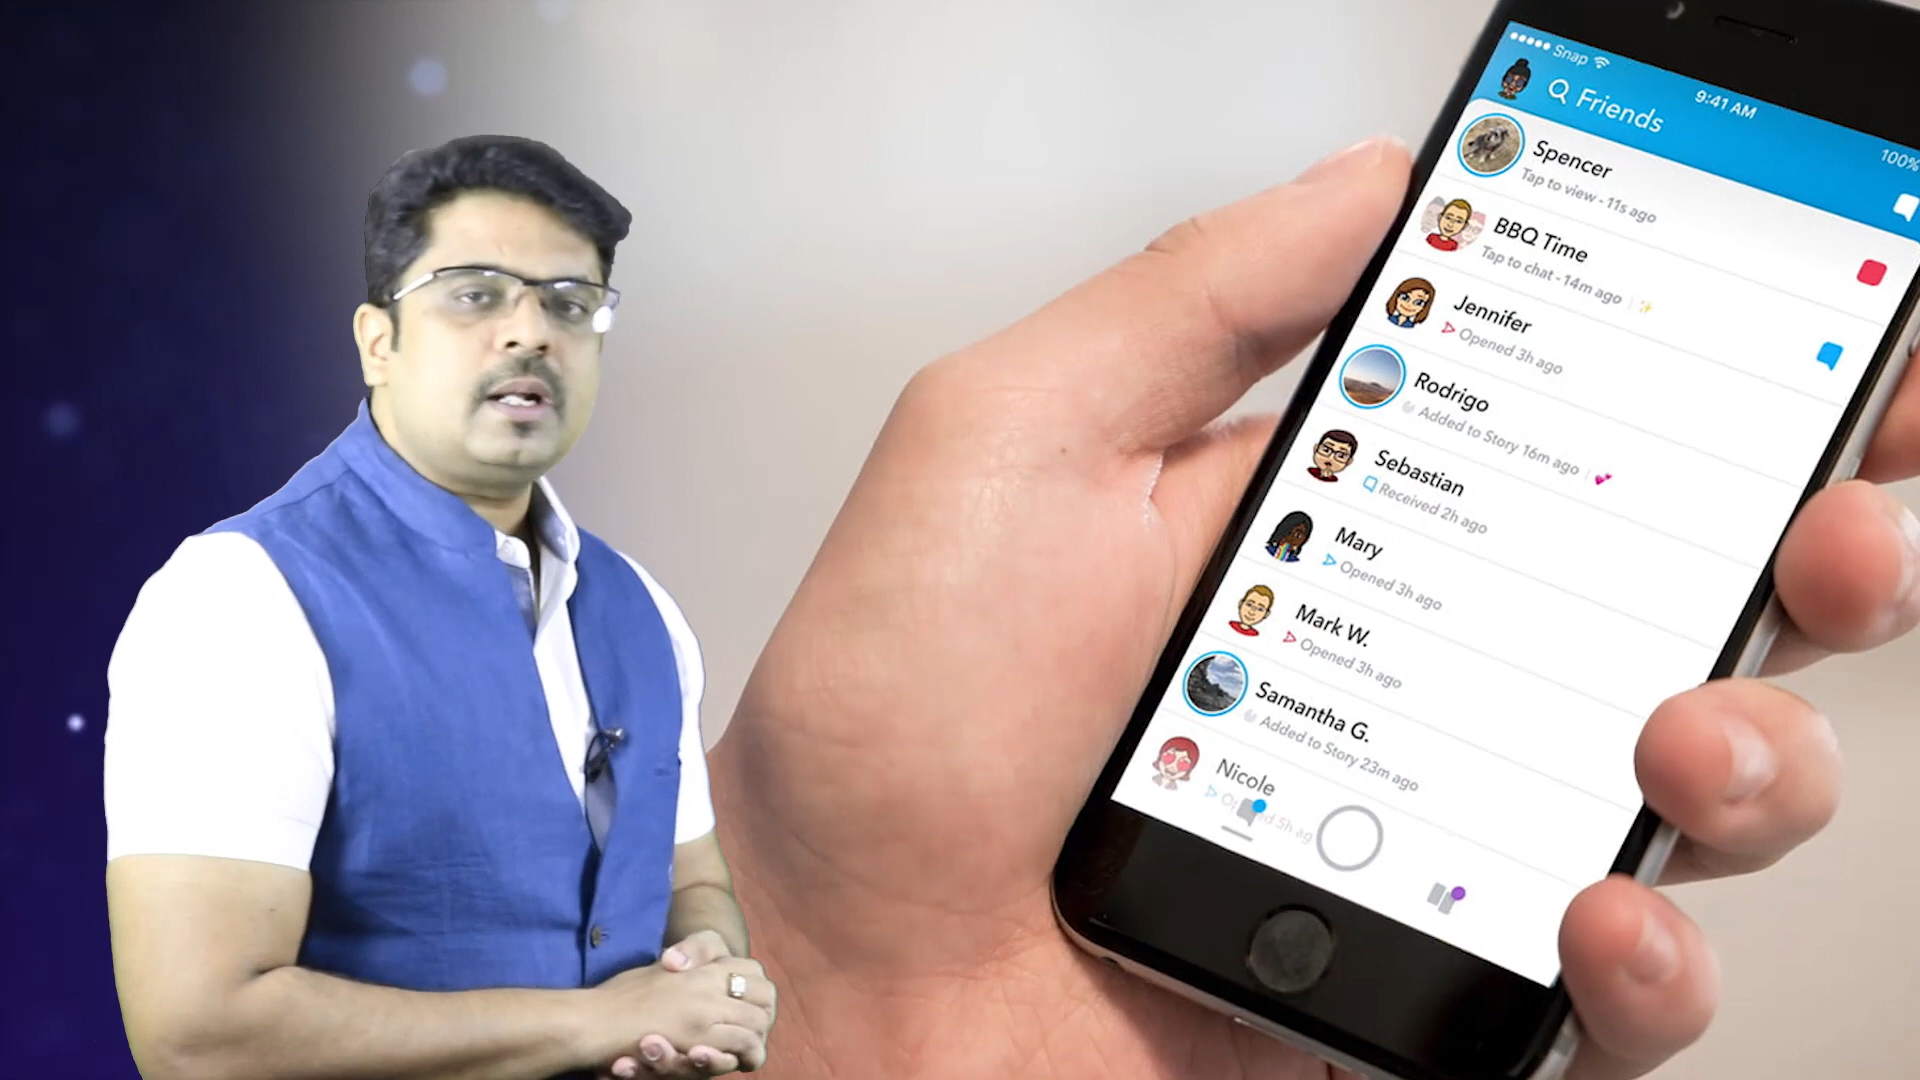 Snap
9:41 AM
100%
Friends
Spencer
Tap to view - 11s ago
BBQ Time
Tap to chat - 14m ago
Jennifer
Opened 3h ago
Rodrigo
Added to Story 16m ago
Sebastian
Received 2h ago
Mary
Opened 3h ago
Mark W.
Opened 3h ago
Samantha G.
Added to Story 23m ago
Nicole
5h ag